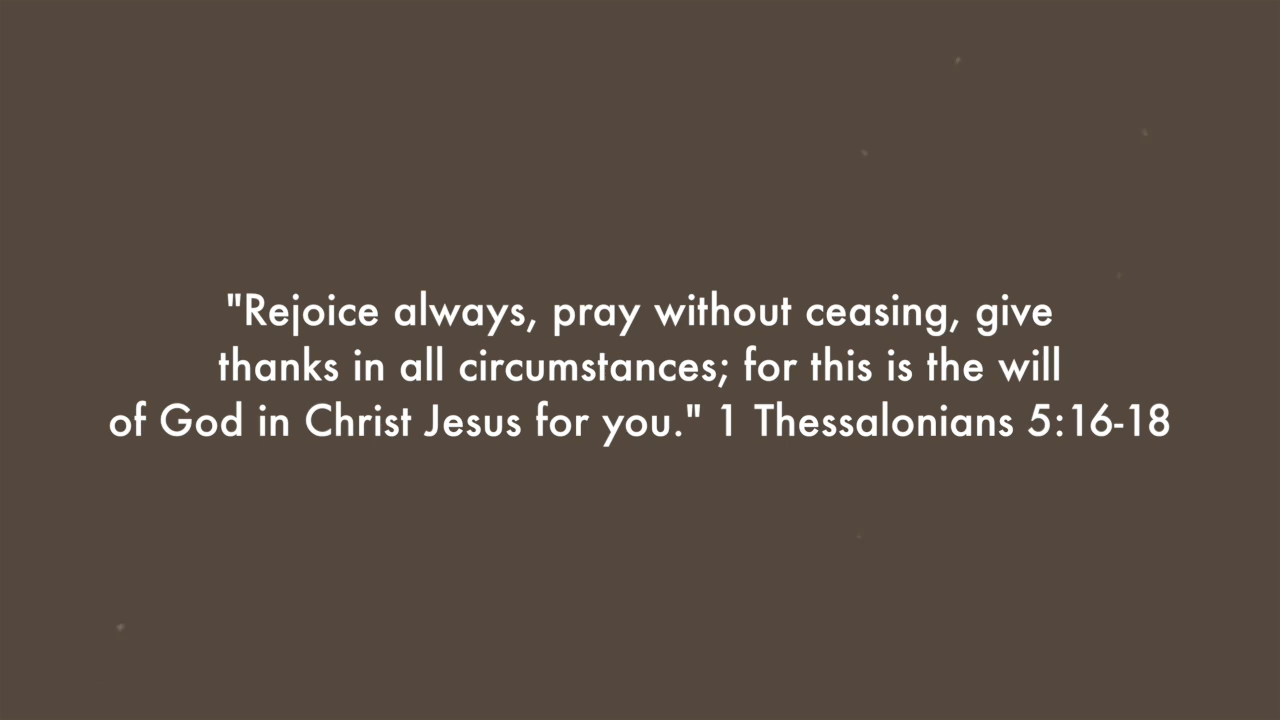 "Rejoice always, pray without ceasing, give
thanks in all circumstances; for this is the will
of God in Christ Jesus for you." 1 Thessalonians 5:16-18